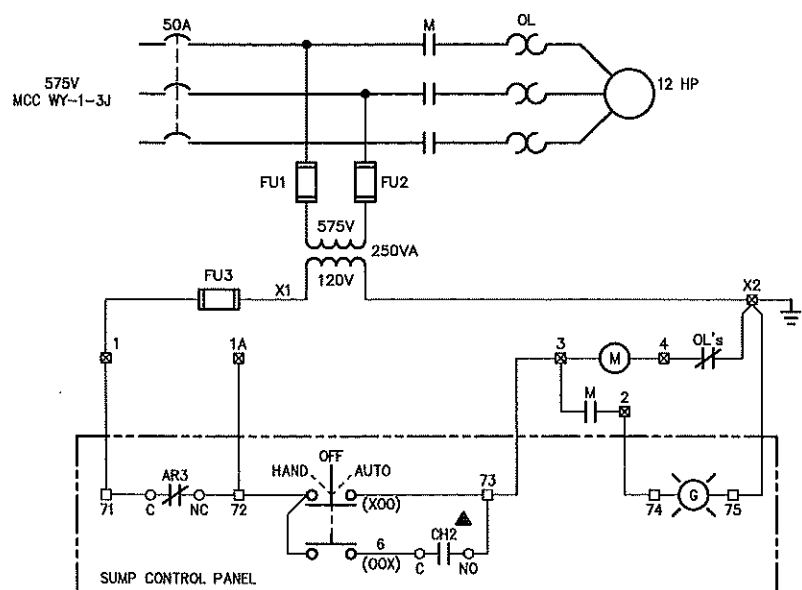 50A
M
OL
575V
MCC WY-1-3J
12 HP
FU1
FU2
575V
250VA
120V
FU3
X1
X2
1
1A
3
M
4
OL's
M
2
OFF
HAND
AUTO
AR3
71
C
NC
72
(XOO)
73
74
G
75
6
(OOX)
CH2
C
NO
SUMP CONTROL PANEL